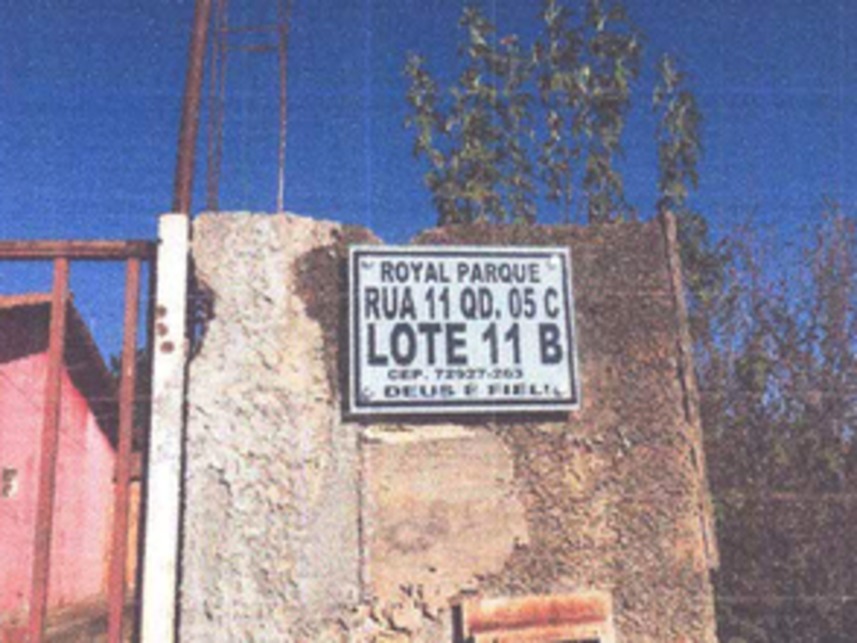 ROYAL PARQUE
RUA 11 QD. 05 C
LOTE 11 B
CEP. 72927-263
DEUS É FIEL!